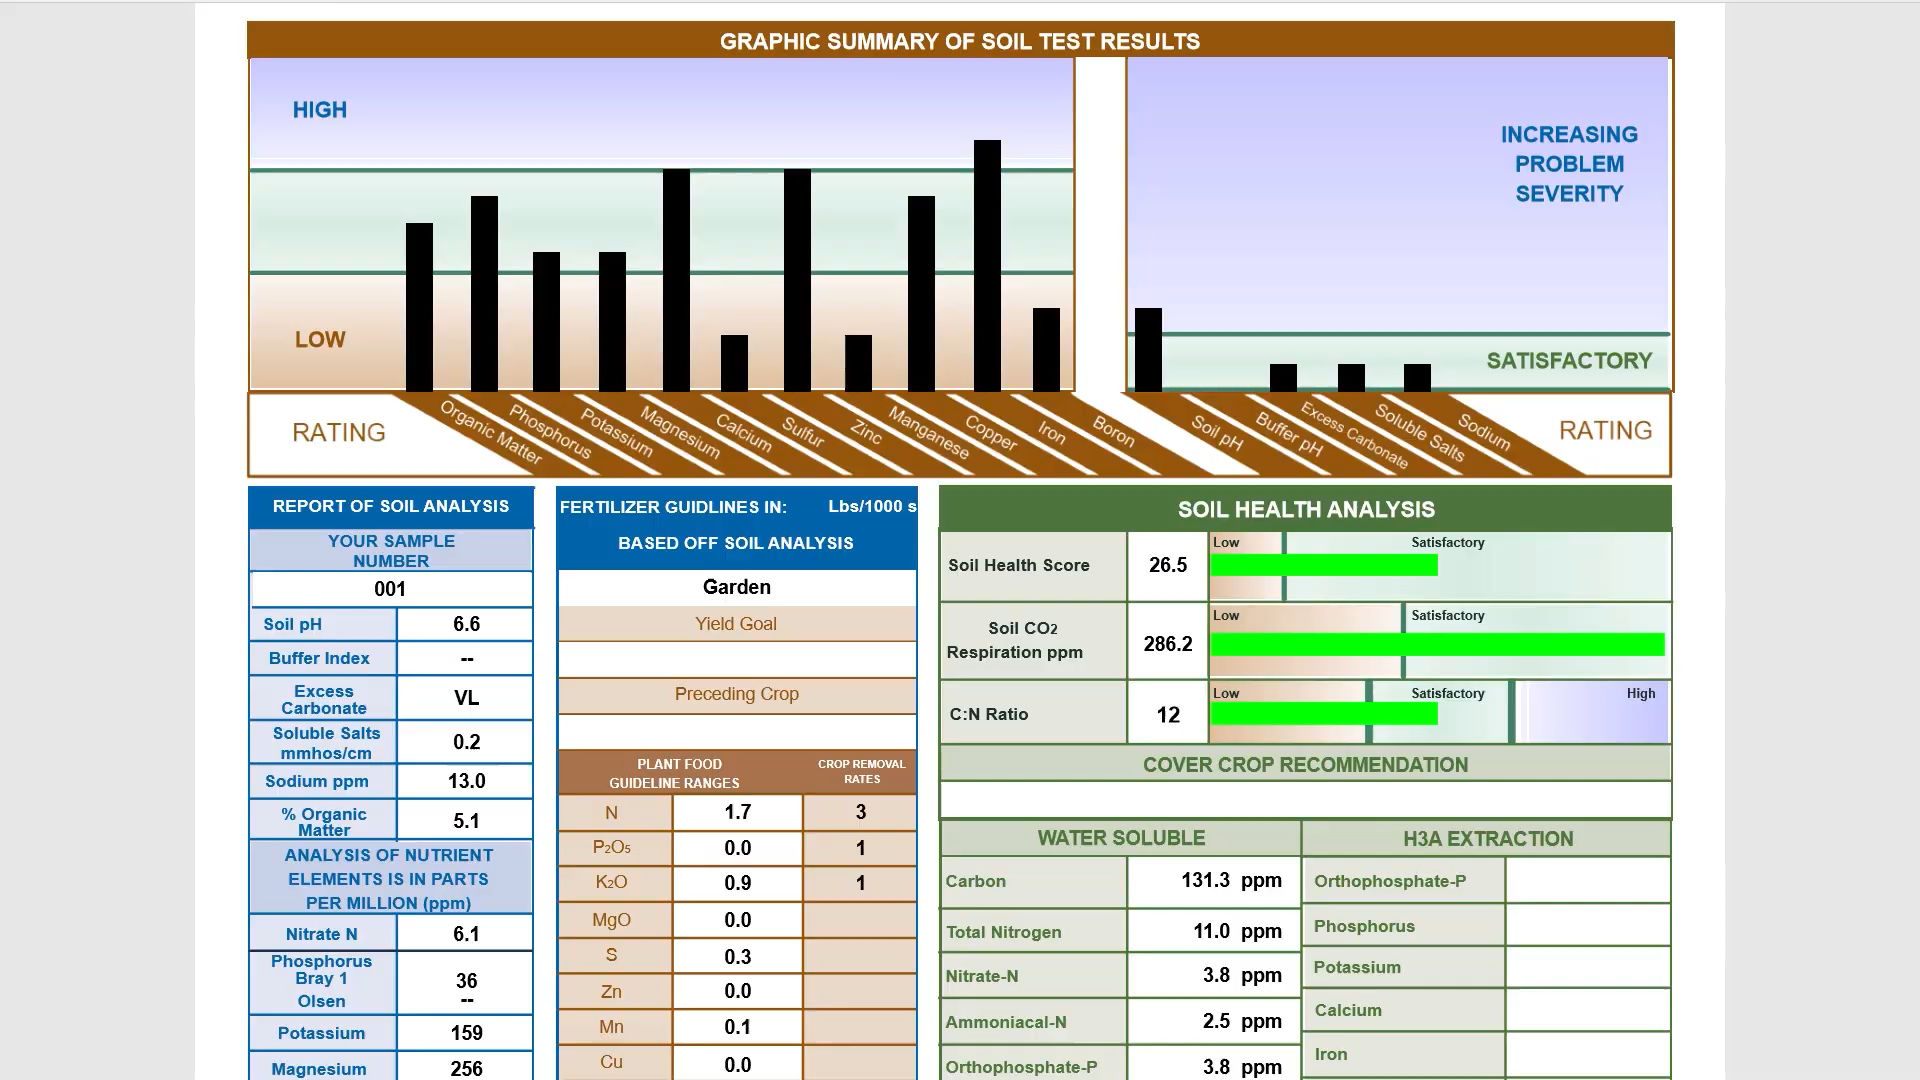 GRAPHIC SUMMARY OF SOIL TEST RESULTS
HIGH
LOW
INCREASING
PROBLEM
SEVERITY
SATISFACTORY
RATING
Organic Matter
Phosphorus
Potassium
Magnesium
Calcium
Sulfur
Zinc
Manganese
Copper
Iron
Boron
Soil pH
Buffer pH
Excess Carbonate
Soluble Salts
Sodium
RATING
REPORT OF SOIL ANALYSIS
YOUR SAMPLE
NUMBER
001
Soil pH 6.6
Buffer Index --
Excess
Carbonate VL
Soluble Salts
mmhos/cm 0.2
Sodium ppm 13.0
% Organic
Matter 5.1
ANALYSIS OF NUTRIENT
ELEMENTS IS IN PARTS
PER MILLION (ppm)
Nitrate N 6.1
Phosphorus
Bray 1 36
Olsen --
Potassium 159
Magnesium 256
FERTILIZER GUIDLINES IN: Lbs/1000 s
BASED OFF SOIL ANALYSIS
Garden
Yield Goal
Preceding Crop
PLANT FOOD
GUIDELINE RANGES
CROP REMOVAL
RATES
N 1.7 3
P2O5 0.0 1
K2O 0.9 1
MgO 0.0
S 0.3
Zn 0.0
Mn 0.1
Cu 0.0
SOIL HEALTH ANALYSIS
Soil Health Score 26.5 Low Satisfactory
Soil CO2
Respiration ppm 286.2 Low Satisfactory
C:N Ratio 12 Low Satisfactory High
COVER CROP RECOMMENDATION
WATER SOLUBLE
Carbon 131.3 ppm
Total Nitrogen 11.0 ppm
Nitrate-N 3.8 ppm
Ammoniacal-N 2.5 ppm
Orthophosphate-P 3.8 ppm
H3A EXTRACTION
Orthophosphate-P
Phosphorus
Potassium
Calcium
Iron